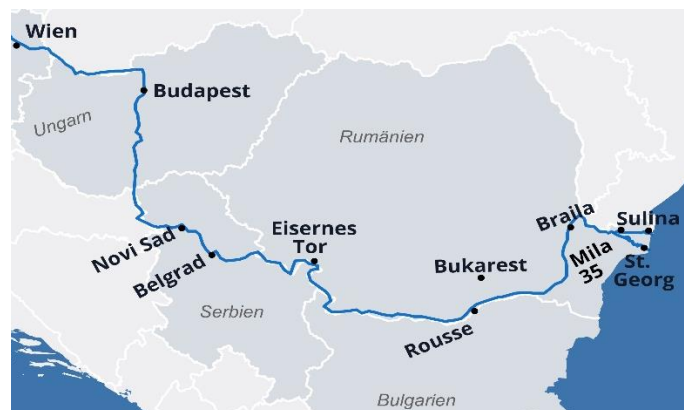 Wien
Budapest
Ungarn
Rumänien
Novi Sad
Belgrad
Eisernes
Tor
Serbien
Bukarest
Rousse
Bulgarien
Braila
Sulina
Mila
35
St.
Georg